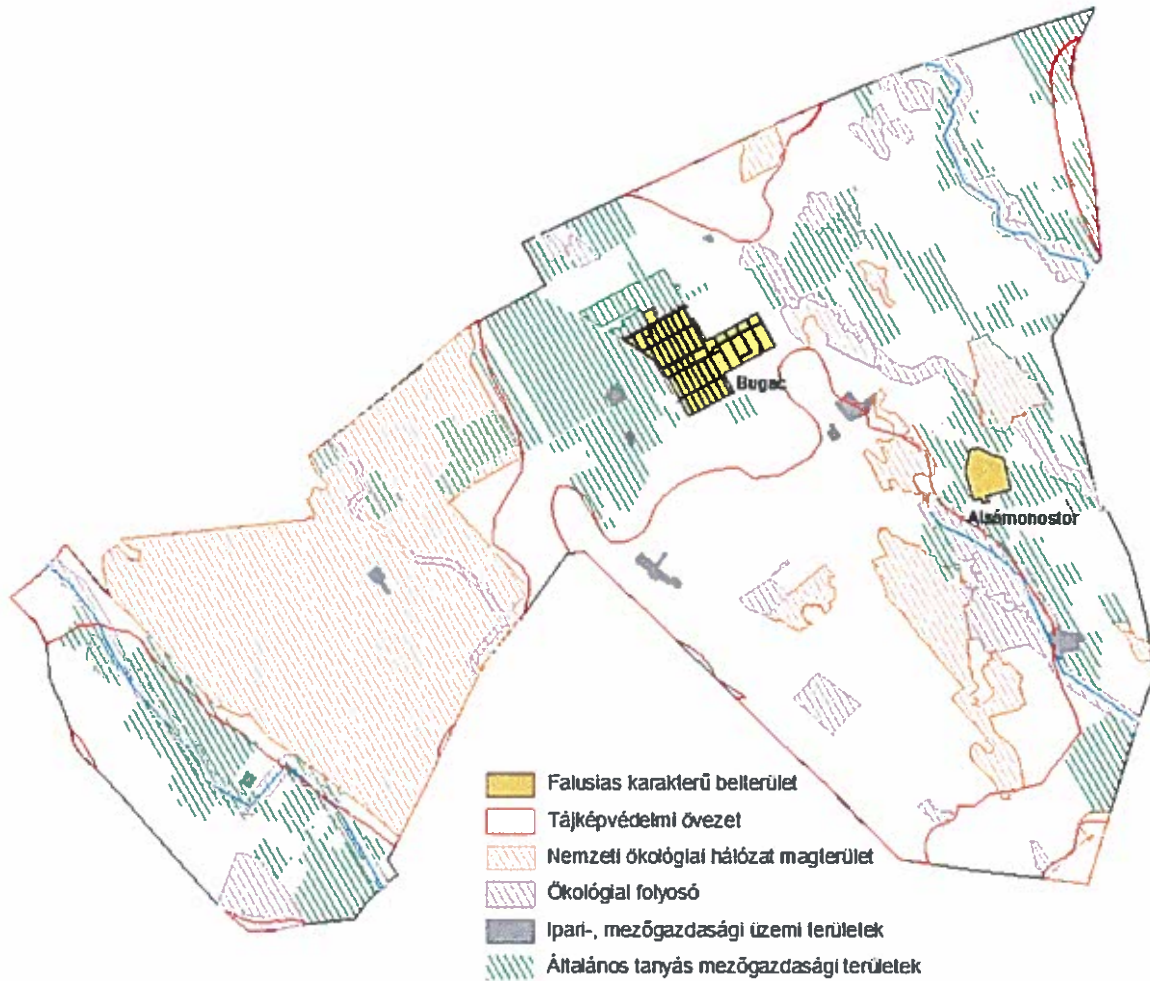 Bugac
Alsómonostor
Falusias karakterű belterület
Tájképvédelmi övezet
Nemzeti ökológiai hálózat magterület
Ökológiai folyosó
Ipari-, mezőgazdasági üzemi területek
Általános tanyás mezőgazdasági területek